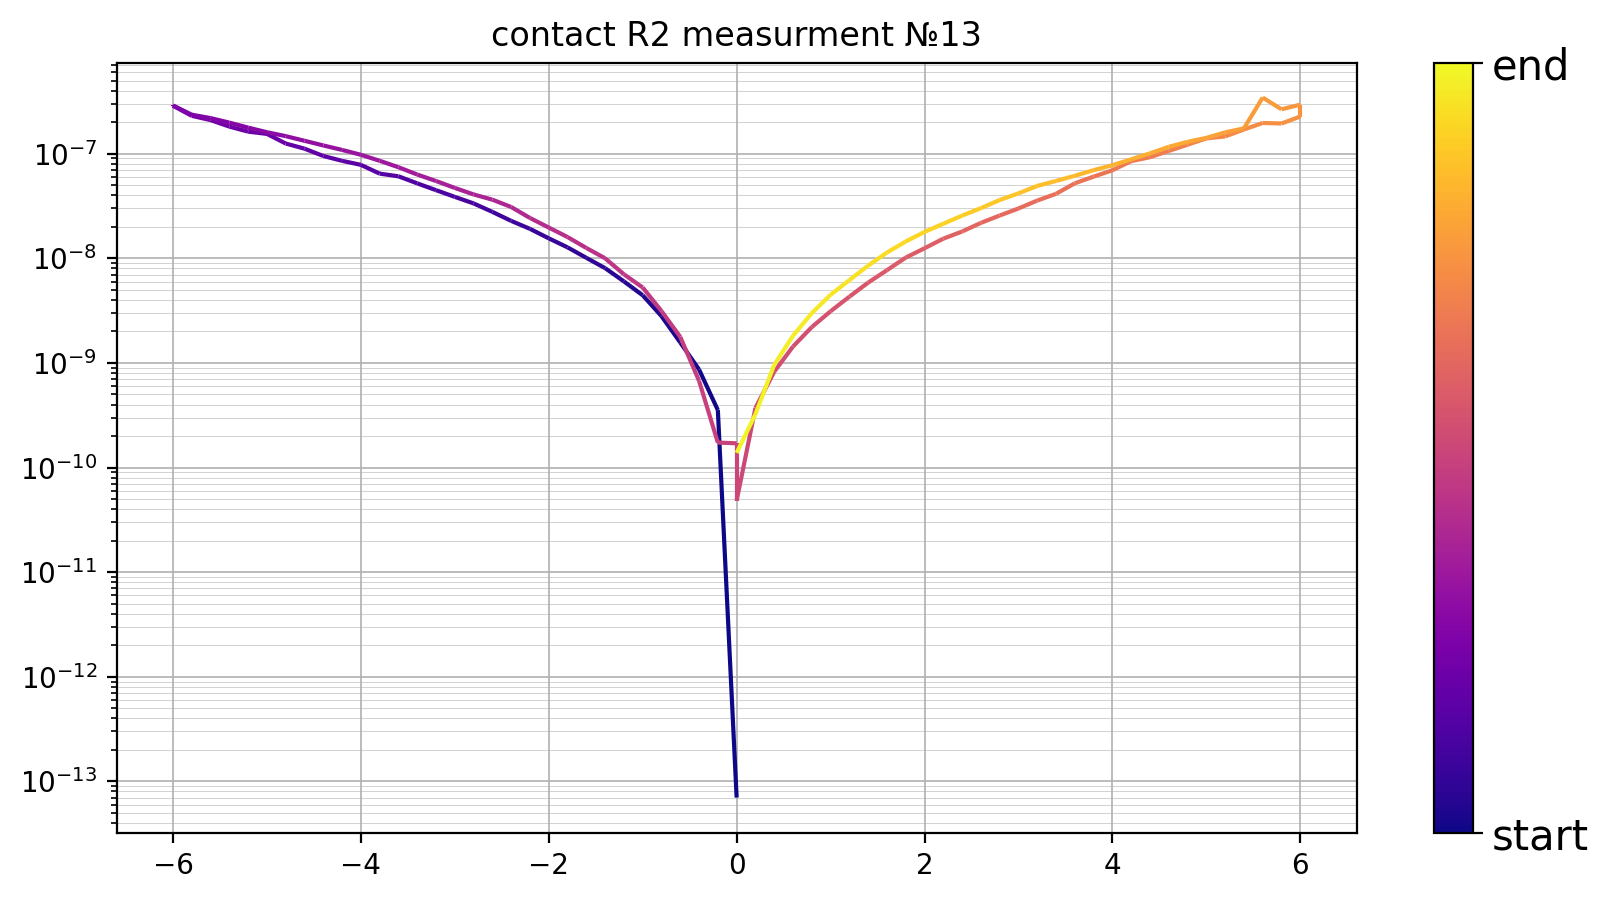 contact R2 measurment №13
end
10⁻⁷
10⁻⁸
10⁻⁹
10⁻¹⁰
10⁻¹¹
10⁻¹²
10⁻¹³
start
−6 −4 −2 0 2 4 6